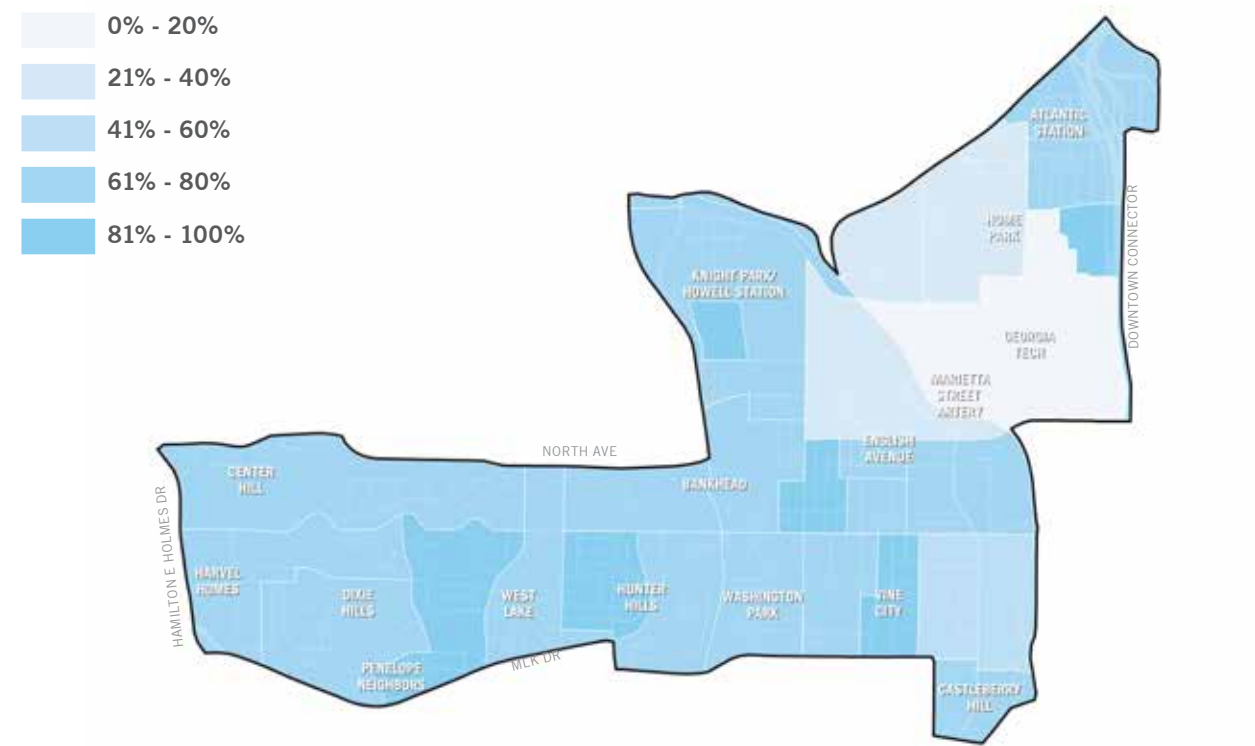 0% - 20%
21% - 40%
41% - 60%
61% - 80%
81% - 100%
ATLANTIC
STATION
DOWNTOWN CONNECTOR
HOME
PARK
KNIGHT PARK/
HOWELL STATION
GEORGIA
TECH
MARIETTA
STREET
ARTERY
ENGLISH
AVENUE
NORTH AVE
CENTER
HILL
BANKHEAD
HAMILTON E HOLMES DR
HARVEL
HOMES
DIXIE
HILLS
WEST
LAKE
HUNTER
HILLS
WASHINGTON
PARK
VINE
CITY
MLK DR
PENELOPE
NEIGHBORS
CASTLEBERRY
HILL